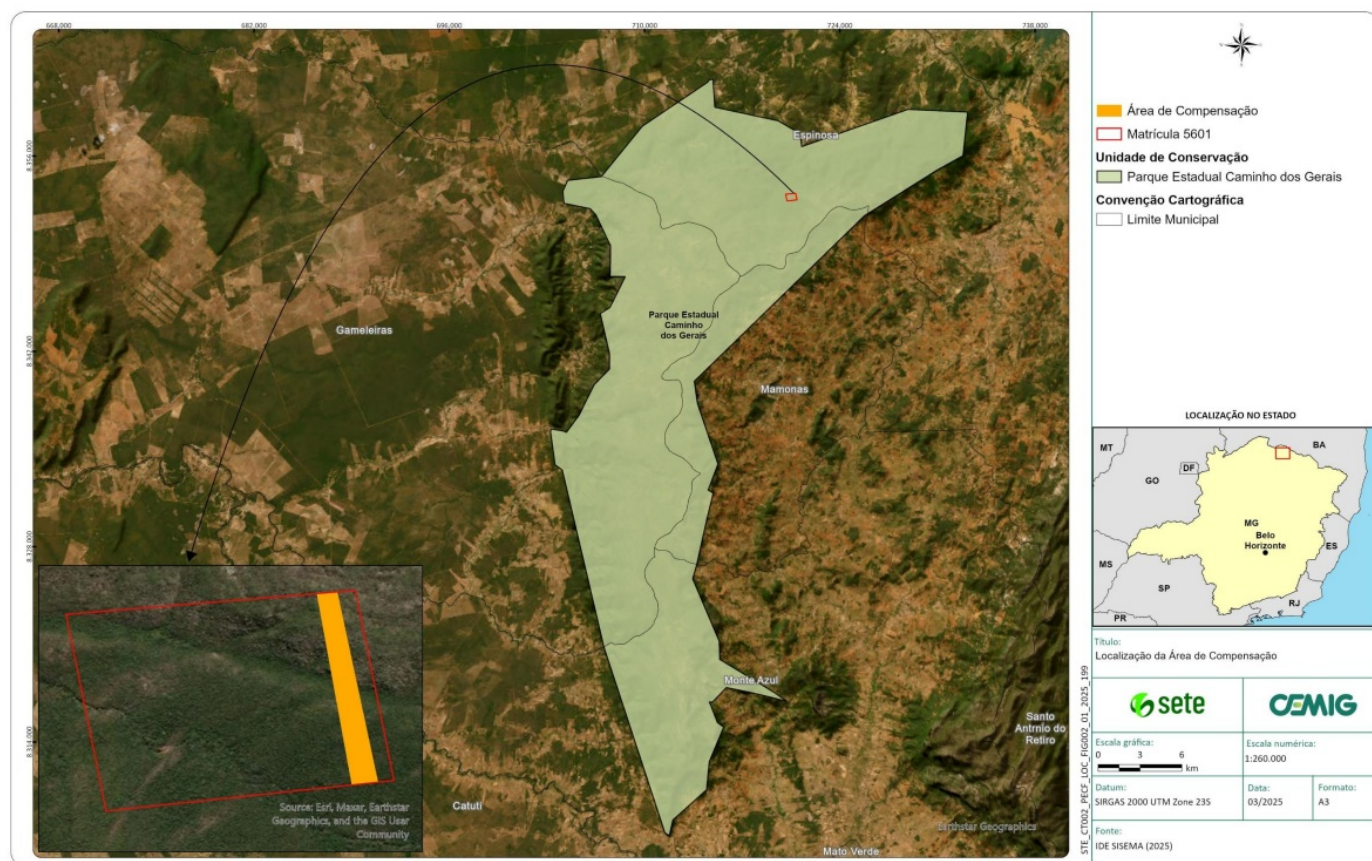 668,000
682,000
696,000
710,000
724,000
738,000
8,356,000
8,342,000
8,328,000
8,314,000
Espinosa
Gameleiras
Parque Estadual
Caminho
dos Gerais
Mamonas
Monte Azul
Santo
Antrnio do
Retiro
Catuti
Mato Verde
Earthstar Geographics
Source: Esri, Maxar, Earthstar
Geographics, and the GIS User
Community
Área de Compensação
Matrícula 5601
Unidade de Conservação
Parque Estadual Caminho dos Gerais
Convenção Cartográfica
Limite Municipal
LOCALIZAÇÃO NO ESTADO
MT
BA
DF
GO
MG
Belo
Horizonte
ES
MS
SP
RJ
PR
STE_CT002_PECF_LOC_FIG002_01_2025_199
Título:
Localização da Área de Compensação
sete
CEMIG
Escala gráfica:
0 3 6
km
Escala numérica:
1:260.000
Datum:
SIRGAS 2000 UTM Zone 23S
Data:
03/2025
Formato:
A3
Fonte:
IDE SISEMA (2025)